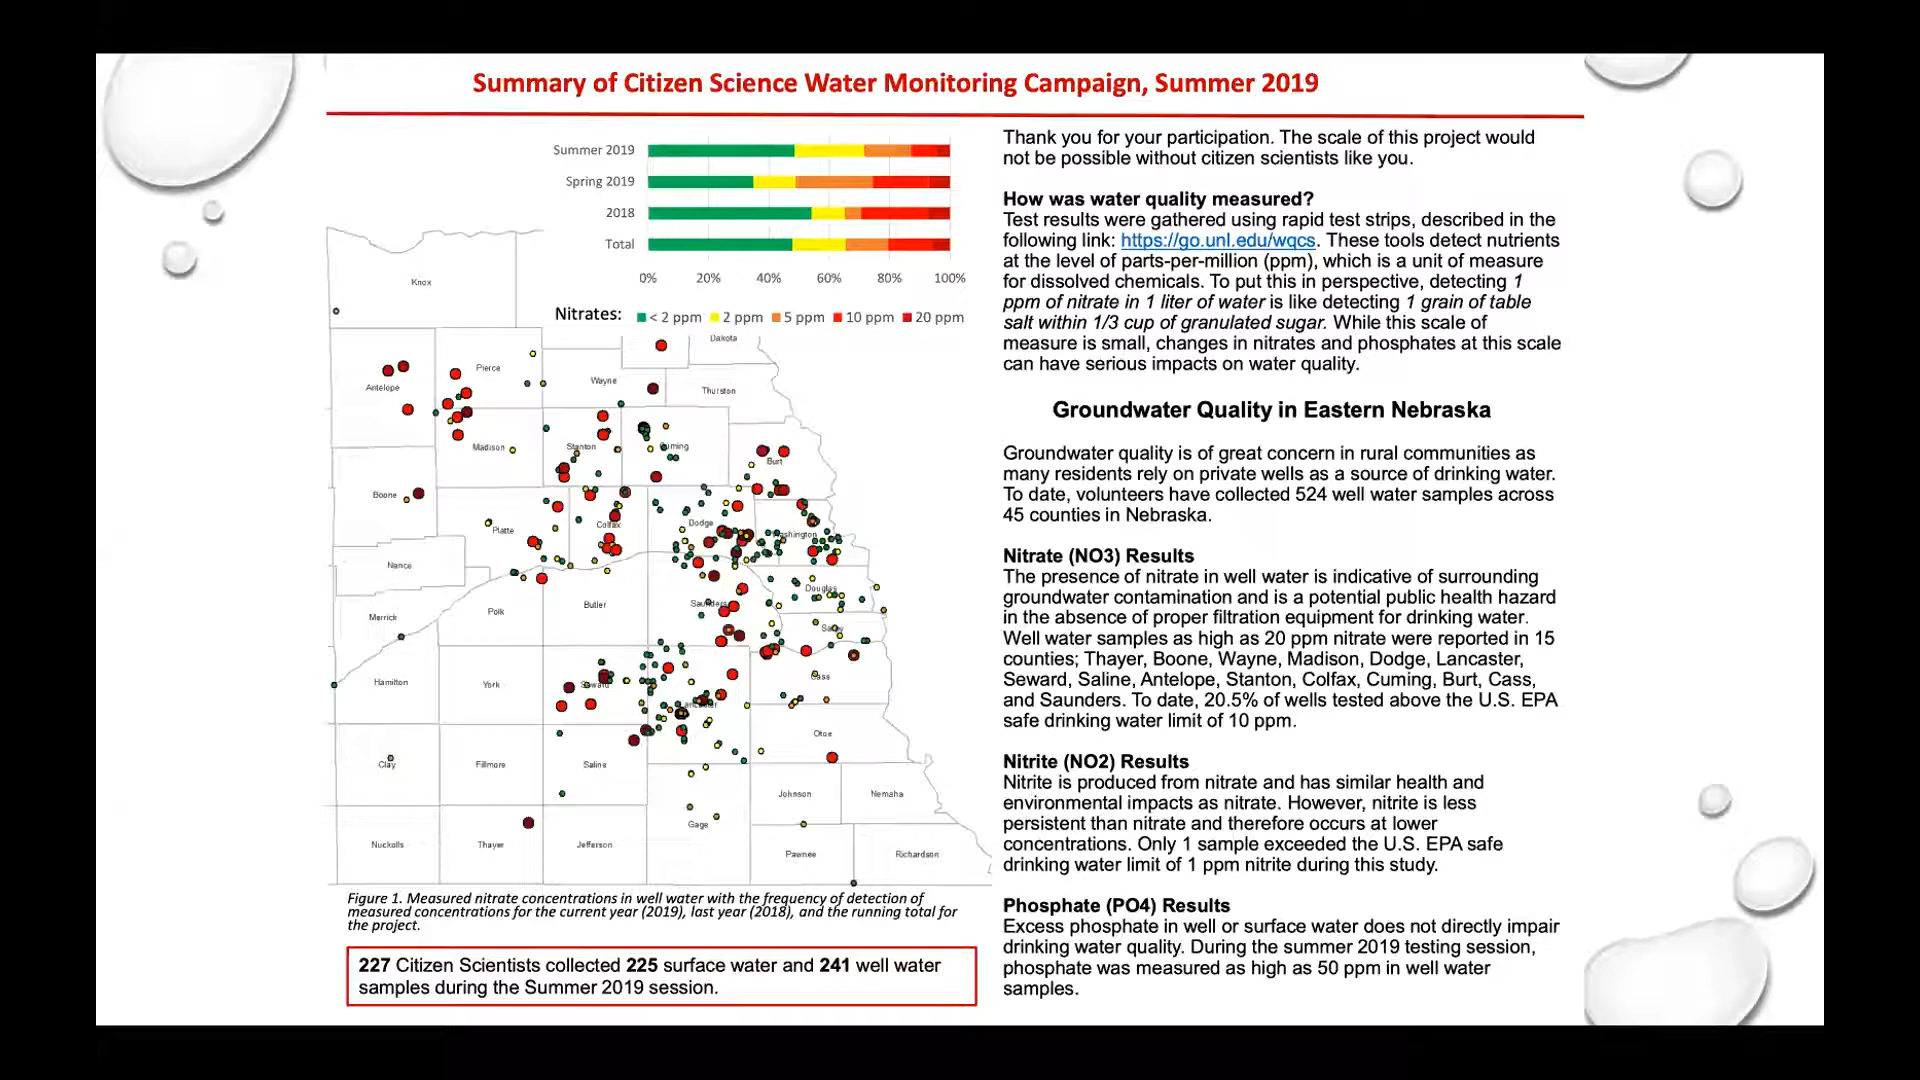 Summary of Citizen Science Water Monitoring Campaign, Summer 2019
Summer 2019
Spring 2019
2018
Total
0% 20% 40% 60% 80% 100%
Nitrates: < 2 ppm 2 ppm 5 ppm 10 ppm 20 ppm
Knox
Dakota
Pierce
Antelope
Wayne
Thurston
Madison
Stanton
Cuming
Burt
Boone
Platte
Colfax
Dodge
Washington
Nance
Douglas
Merrick
Polk
Butler
Saunders
Sarpy
Hamilton
York
Seward
Lancaster
Cass
Otoe
Clay
Fillmore
Saline
Johnson
Nemaha
Gage
Nuckolls
Thayer
Jefferson
Pawnee
Richardson
Figure 1. Measured nitrate concentrations in well water with the frequency of detection of
measured concentrations for the current year (2019), last year (2018), and the running total for
the project.
227 Citizen Scientists collected 225 surface water and 241 well water
samples during the Summer 2019 session.
Thank you for your participation. The scale of this project would
not be possible without citizen scientists like you.
How was water quality measured?
Test results were gathered using rapid test strips, described in the
following link: https://go.unl.edu/wqcs. These tools detect nutrients
at the level of parts-per-million (ppm), which is a unit of measure
for dissolved chemicals. To put this in perspective, detecting 1
ppm of nitrate in 1 liter of water is like detecting 1 grain of table
salt within 1/3 cup of granulated sugar. While this scale of
measure is small, changes in nitrates and phosphates at this scale
can have serious impacts on water quality.
Groundwater Quality in Eastern Nebraska
Groundwater quality is of great concern in rural communities as
many residents rely on private wells as a source of drinking water.
To date, volunteers have collected 524 well water samples across
45 counties in Nebraska.
Nitrate (NO3) Results
The presence of nitrate in well water is indicative of surrounding
groundwater contamination and is a potential public health hazard
in the absence of proper filtration equipment for drinking water.
Well water samples as high as 20 ppm nitrate were reported in 15
counties; Thayer, Boone, Wayne, Madison, Dodge, Lancaster,
Seward, Saline, Antelope, Stanton, Colfax, Cuming, Burt, Cass,
and Saunders. To date, 20.5% of wells tested above the U.S. EPA
safe drinking water limit of 10 ppm.
Nitrite (NO2) Results
Nitrite is produced from nitrate and has similar health and
environmental impacts as nitrate. However, nitrite is less
persistent than nitrate and therefore occurs at lower
concentrations. Only 1 sample exceeded the U.S. EPA safe
drinking water limit of 1 ppm nitrite during this study.
Phosphate (PO4) Results
Excess phosphate in well or surface water does not directly impair
drinking water quality. During the summer 2019 testing session,
phosphate was measured as high as 50 ppm in well water
samples.